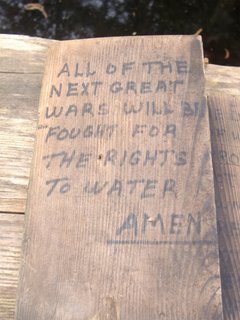 ALL OF THE
NEXT GREAT
WARS WILL BE
FOUGHT FOR
THE RIGHTS
TO WATER
AMEN